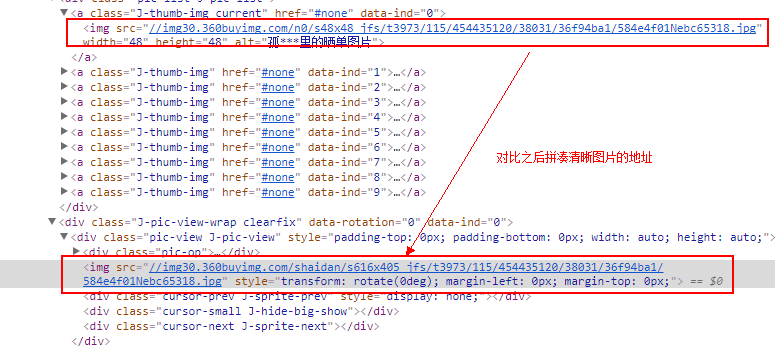 <div class="J-pic-list pic-list">
▼<a class="J-thumb-img current" href="#none" data-ind="0">
<img src="//img30.360buyimg.com/n0/s48x48_jfs/t3973/115/454435120/38031/36f94ba1/584e4f01Nebc65318.jpg"
width="48" height="48" alt="孤***里的晒单图片">
</a>
▶<a class="J-thumb-img" href="#none" data-ind="1">…</a>
▶<a class="J-thumb-img" href="#none" data-ind="2">…</a>
▶<a class="J-thumb-img" href="#none" data-ind="3">…</a>
▶<a class="J-thumb-img" href="#none" data-ind="4">…</a>
▶<a class="J-thumb-img" href="#none" data-ind="5">…</a>
▶<a class="J-thumb-img" href="#none" data-ind="6">…</a>
▶<a class="J-thumb-img" href="#none" data-ind="7">…</a>
▶<a class="J-thumb-img" href="#none" data-ind="8">…</a>
▶<a class="J-thumb-img" href="#none" data-ind="9">…</a>
对比之后拼凑清晰图片的地址
</div>
▼<div class="J-pic-view-wrap clearfix" data-rotation="0" data-ind="0">
▼<div class="pic-view J-pic-view" style="padding-top: 0px; padding-bottom: 0px; width: auto; height: auto;">
▶<div class="pic-op">…</div>
<img src="//img30.360buyimg.com/shaidan/s616x405_jfs/t3973/115/454435120/38031/36f94ba1/
584e4f01Nebc65318.jpg" style="transform: rotate(0deg); margin-left: 0px; margin-top: 0px;"> == $0
<div class="cursor-prev J-sprite-prev" style="display: none;"></div>
<div class="cursor-small J-hide-big-show"></div>
<div class="cursor-next J-sprite-next"></div>
</div>